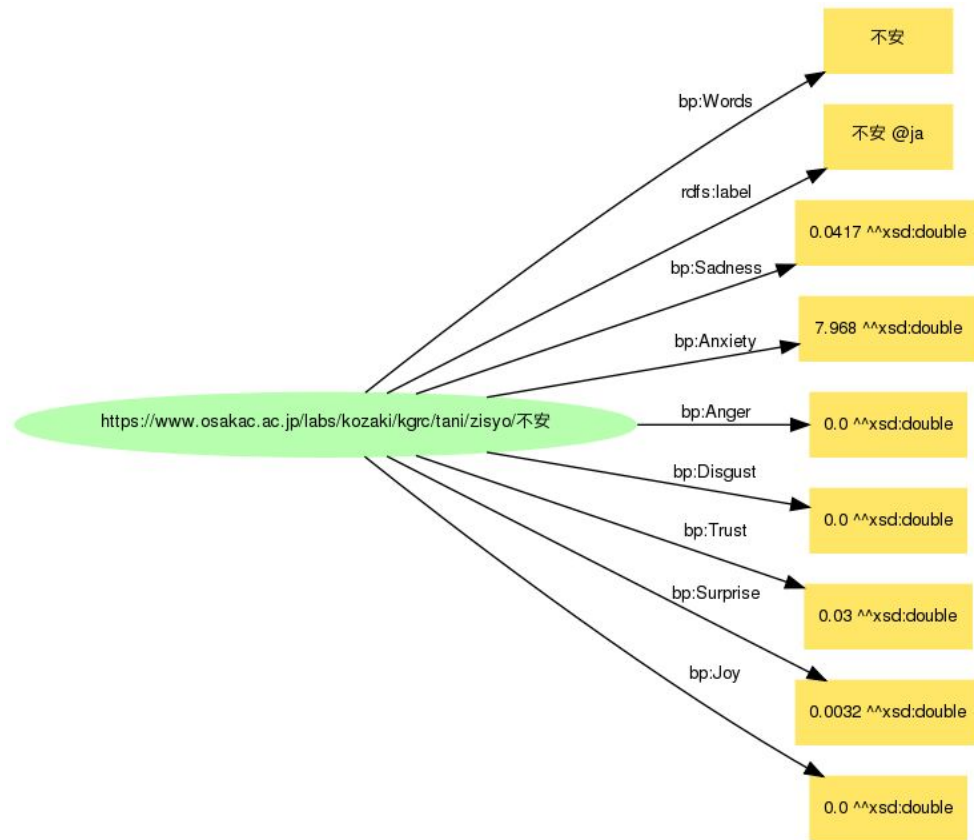 不安
bp:Words
不安 @ja
rdfs:label
0.0417 ^^xsd:double
bp:Sadness
7.968 ^^xsd:double
bp:Anxiety
https://www.osakac.ac.jp/labs/kozaki/kgrc/tani/zisyo/不安
bp:Anger
0.0 ^^xsd:double
bp:Disgust
0.0 ^^xsd:double
bp:Trust
0.03 ^^xsd:double
bp:Surprise
0.0032 ^^xsd:double
bp:Joy
0.0 ^^xsd:double